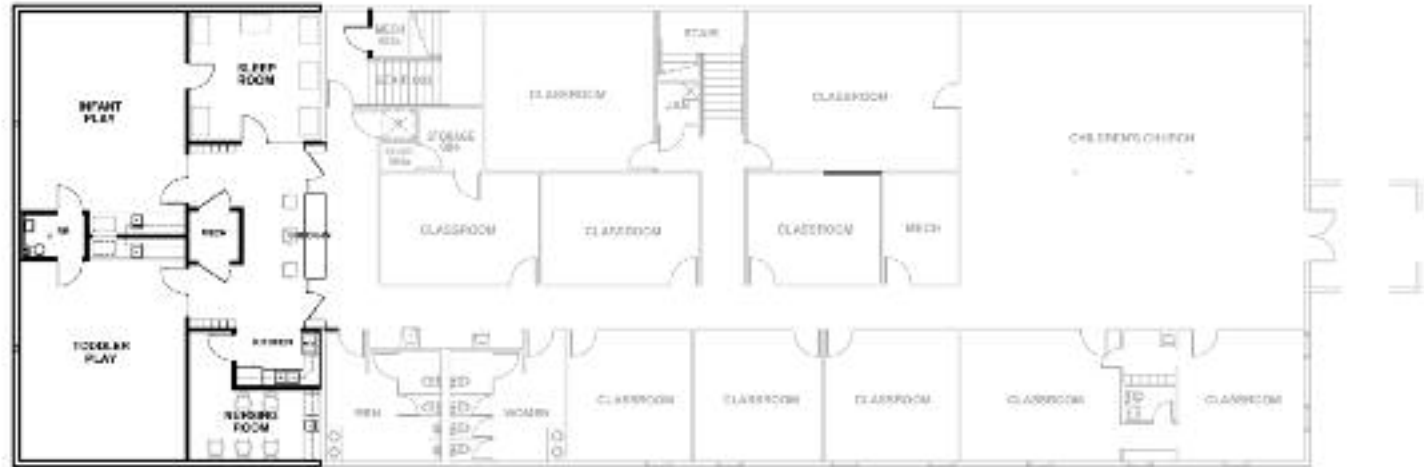 INFANT
PLAY
SLEEP
ROOM
MECH
CLASSROOM
STAIR
CLASSROOM
CHILDREN'S CHURCH
STORAGE
CLASSROOM
CLASSROOM
CLASSROOM
MECH
MECH
TODDLER
PLAY
KITCHEN
NURSING
ROOM
MEN
WOMEN
CLASSROOM
CLASSROOM
CLASSROOM
CLASSROOM
CLASSROOM